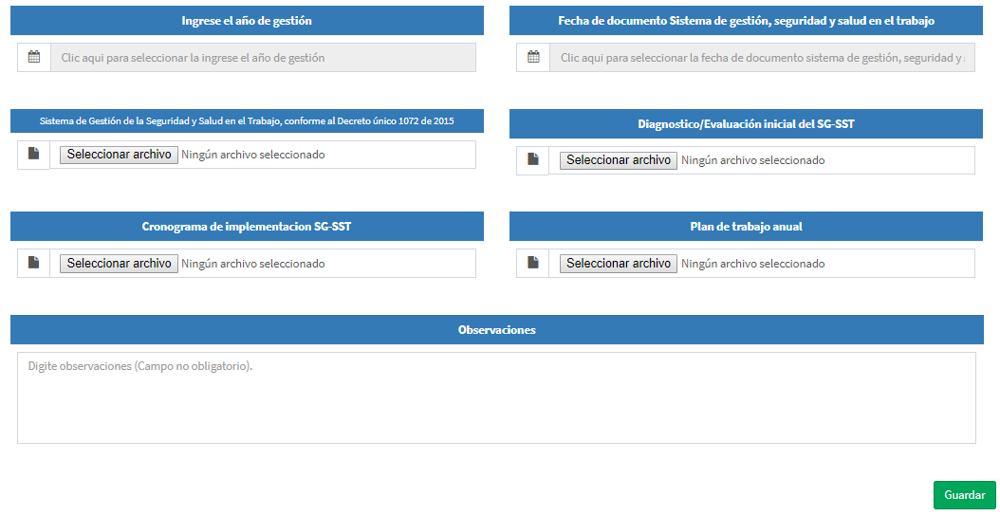 Ingrese el año de gestión
Fecha de documento Sistema de gestión, seguridad y salud en el trabajo
Clic aqui para seleccionar la ingrese el año de gestión
Clic aqui para seleccionar la fecha de documento sistema de gestión, seguridad y
Sistema de Gestión de la Seguridad y Salud en el Trabajo, conforme al Decreto único 1072 de 2015
Diagnostico/Evaluación inicial del SG-SST
Seleccionar archivo Ningún archivo seleccionado
Seleccionar archivo Ningún archivo seleccionado
Cronograma de implementacion SG-SST
Plan de trabajo anual
Seleccionar archivo Ningún archivo seleccionado
Seleccionar archivo Ningún archivo seleccionado
Observaciones
Digite observaciones (Campo no obligatorio).
Guardar